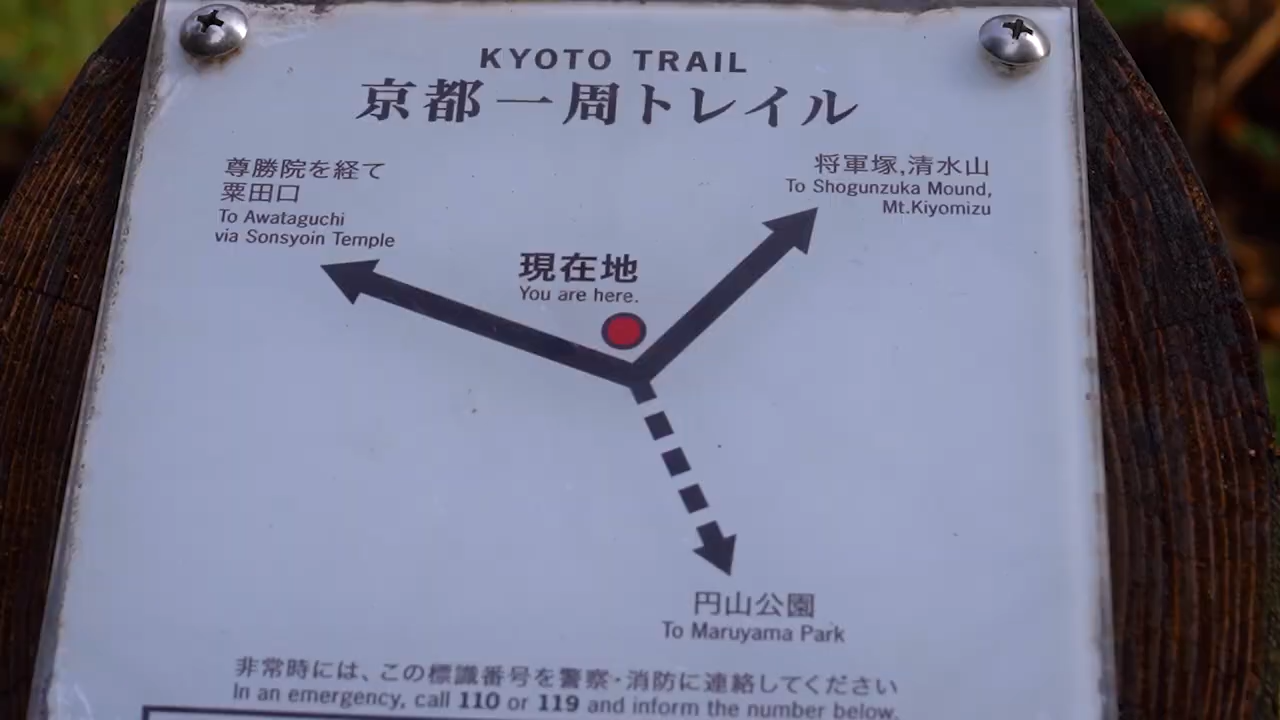 KYOTO TRAIL
京都一周トレイル
尊勝院を経て
粟田口
To Awataguchi
via Sonsyoin Temple
将軍塚,清水山
To Shogunzuka Mound,
Mt.Kiyomizu
現在地
You are here.
円山公園
To Maruyama Park
非常時には、この標識番号を警察・消防に連絡してください
In an emergency, call 110 or 119 and inform the number below.